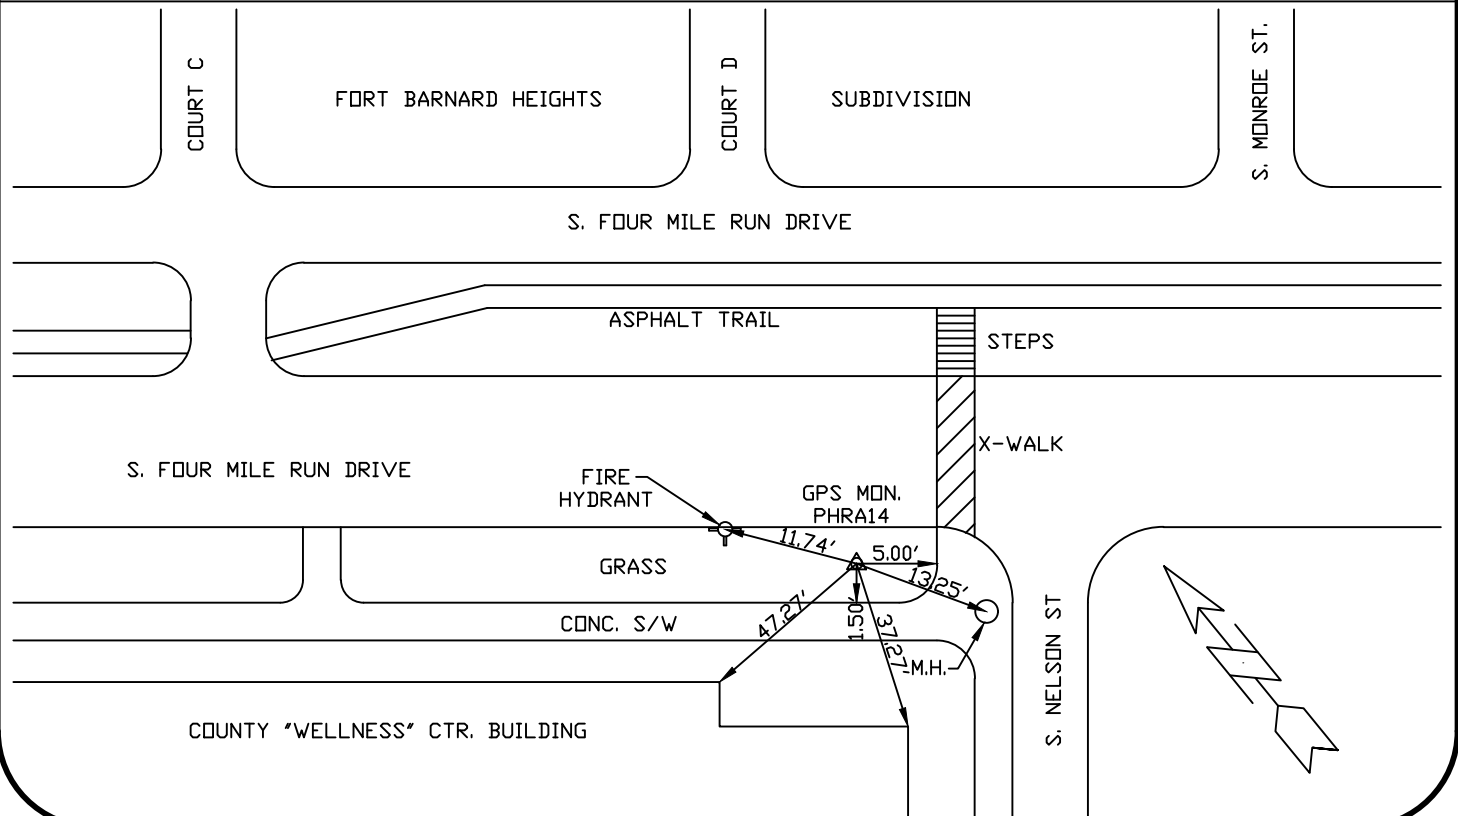 COURT C
FORT BARNARD HEIGHTS
COURT D
SUBDIVISION
S. MONROE ST.
S. FOUR MILE RUN DRIVE
ASPHALT TRAIL
STEPS
X-WALK
S. FOUR MILE RUN DRIVE
FIRE
HYDRANT
GPS MON.
PHRA14
11.74'
5.00'
13.25'
GRASS
47.27'
1.50'
37.27'
CONC. S/W
M.H.
S. NELSON ST
COUNTY "WELLNESS" CTR. BUILDING